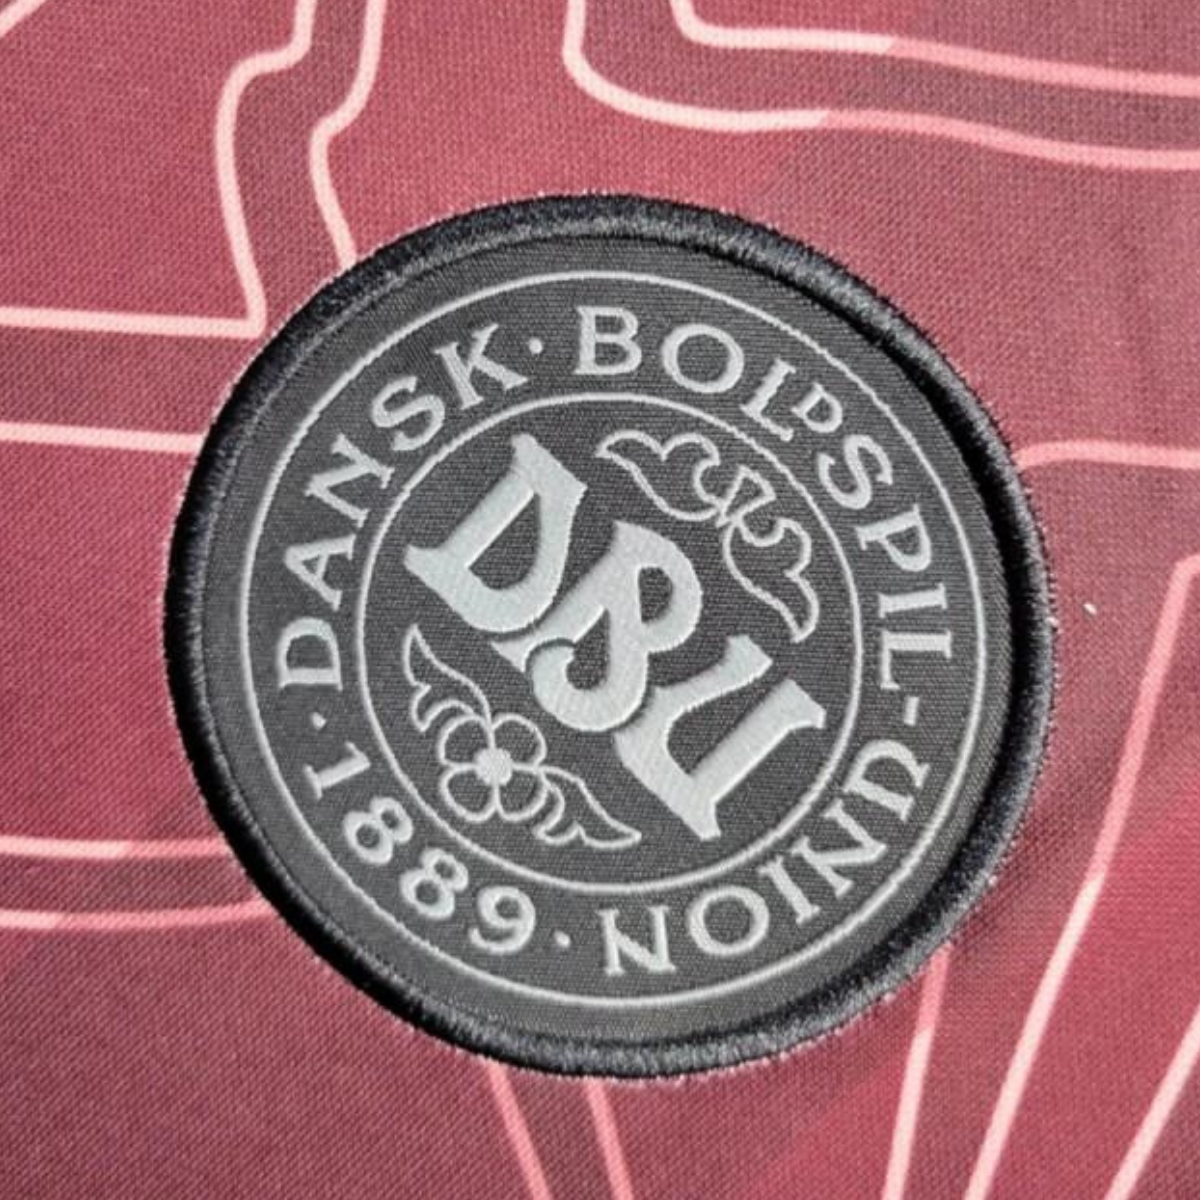 DANSK · BOLDSPIL-UNION · 1889 ·
DBU